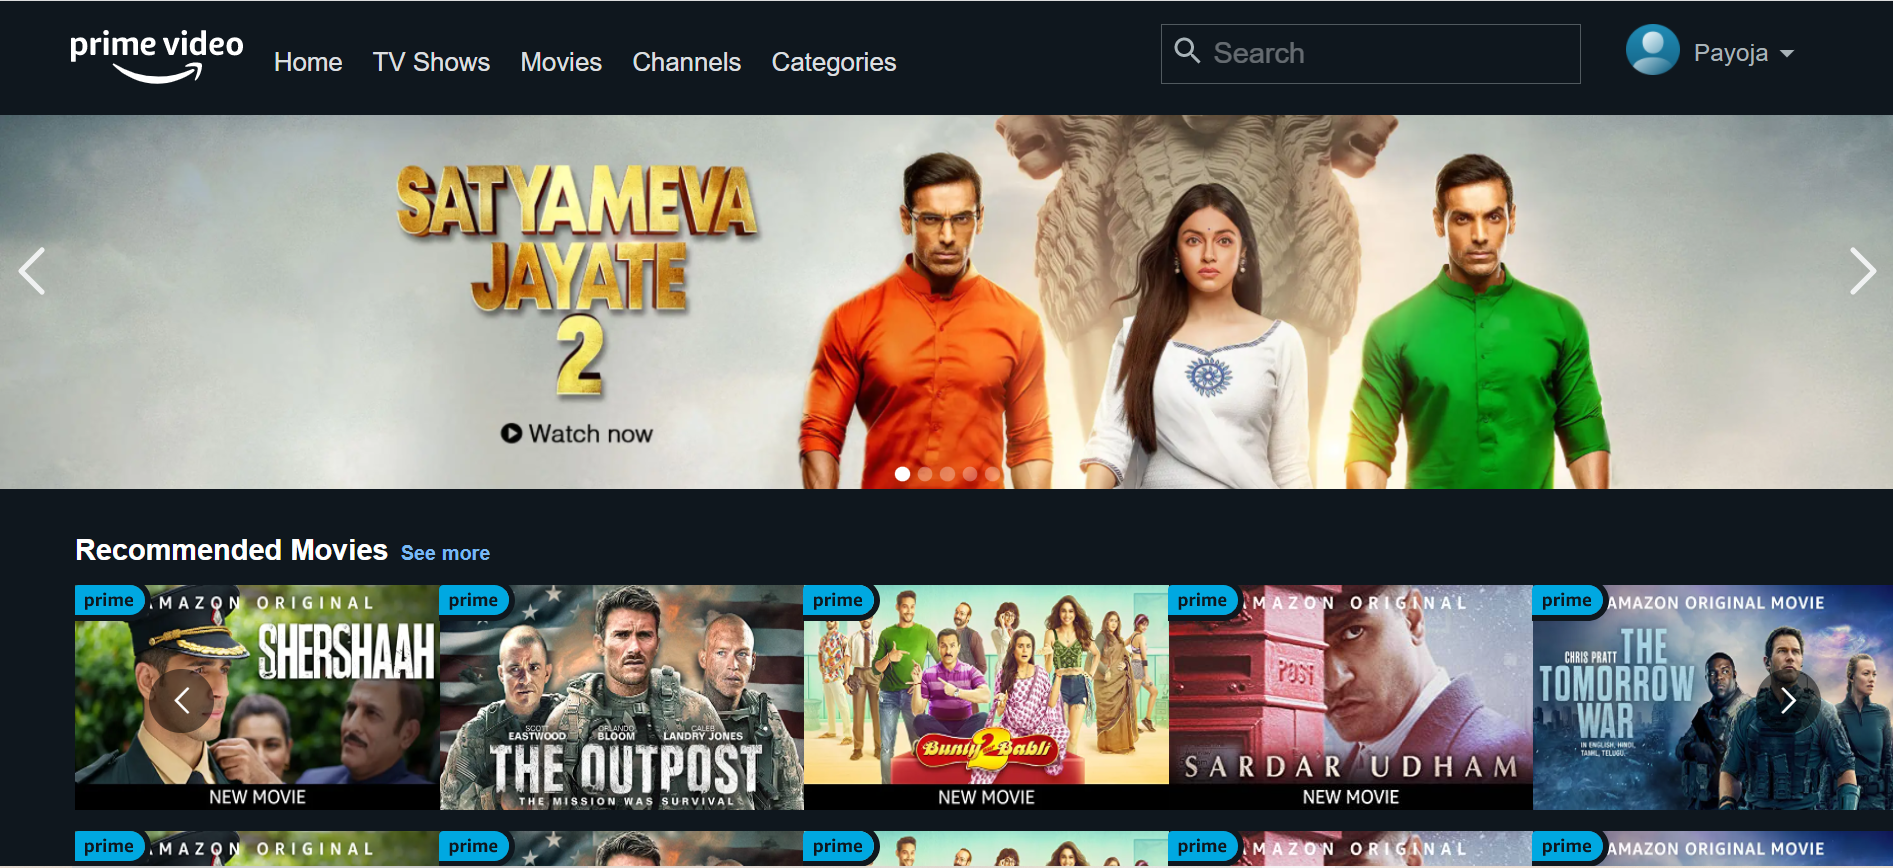 prime video
Home TV Shows Movies Channels Categories
Search
Payoja
SATYAMEVA
JAYATE
2
Watch now
Recommended Movies See more
prime
AMAZON ORIGINAL
SHERSHAAH
NEW MOVIE
prime
SCOTT EASTWOOD
ORLANDO BLOOM
CALEB LANDRY JONES
THE OUTPOST
THE MISSION WAS SURVIVAL
prime
Bunty 2 Babli
NEW MOVIE
prime
AMAZON ORIGINAL
POST
SARDAR UDHAM
NEW MOVIE
prime
AMAZON ORIGINAL MOVIE
CHRIS PRATT
THE
TOMORROW
WAR
IN ENGLISH, HINDI,
TAMIL, TELUGU
prime
AMAZON ORIGINAL
prime
prime
prime
AMAZON ORIGINAL
prime
AMAZON ORIGINAL MOVIE